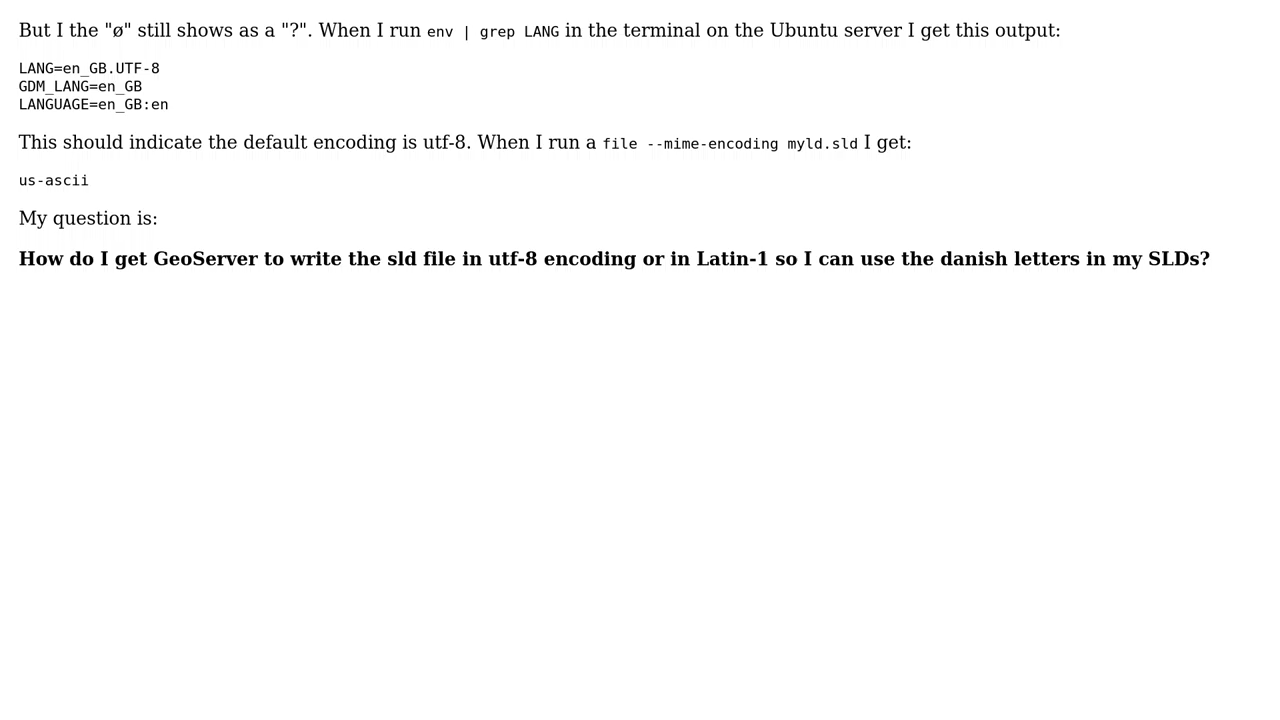 But I the "ø" still shows as a "?". When I run env | grep LANG in the terminal on the Ubuntu server I get this output:
LANG=en_GB.UTF-8
GDM_LANG=en_GB
LANGUAGE=en_GB:en
This should indicate the default encoding is utf-8. When I run a file --mime-encoding myld.sld I get:
us-ascii
My question is:
How do I get GeoServer to write the sld file in utf-8 encoding or in Latin-1 so I can use the danish letters in my SLDs?